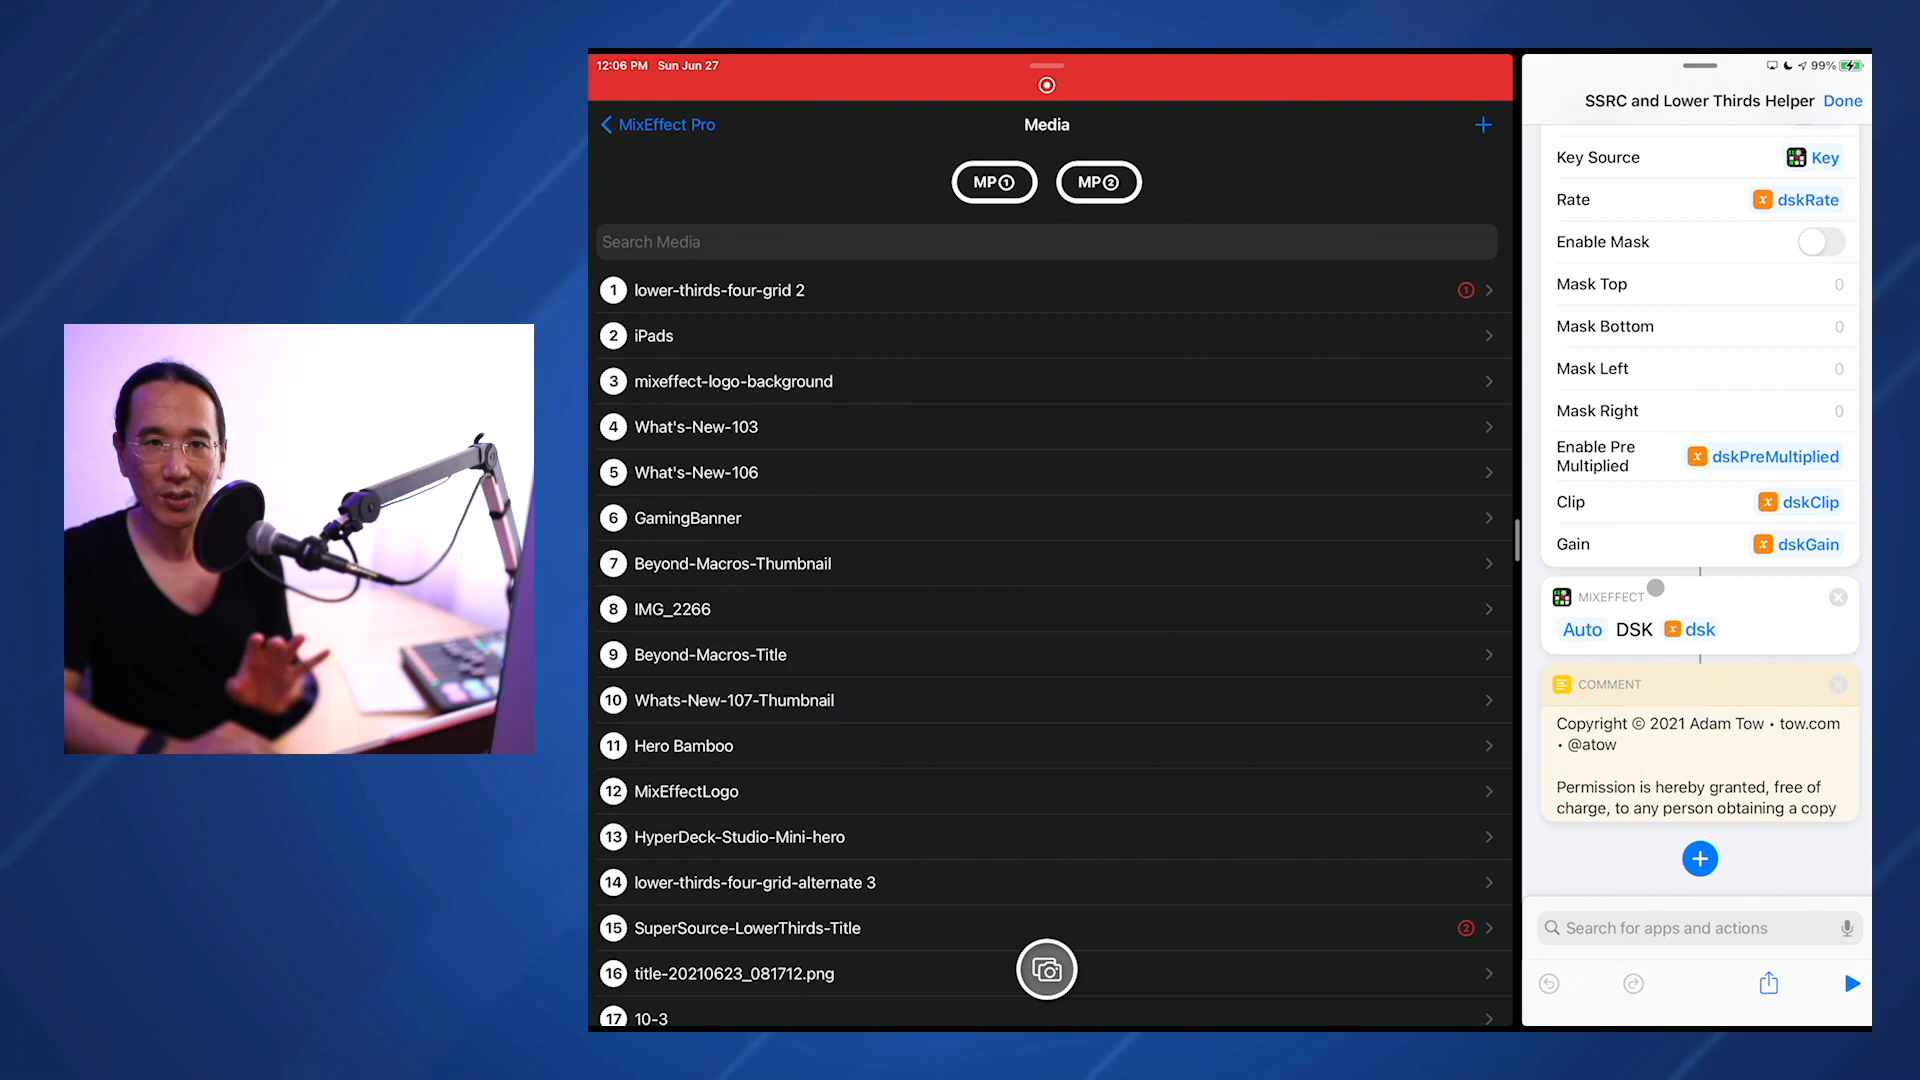 12:06 PM Sun Jun 27
MixEffect Pro
Media
MP1
MP2
Search Media
1 lower-thirds-four-grid 2 1
2 iPads
3 mixeffect-logo-background
4 What's-New-103
5 What's-New-106
6 GamingBanner
7 Beyond-Macros-Thumbnail
8 IMG_2266
9 Beyond-Macros-Title
10 Whats-New-107-Thumbnail
11 Hero Bamboo
12 MixEffectLogo
13 HyperDeck-Studio-Mini-hero
14 lower-thirds-four-grid-alternate 3
15 SuperSource-LowerThirds-Title 2
16 title-20210623_081712.png
17 10-3
99%
SSRC and Lower Thirds Helper Done
Key Source Key
Rate x dskRate
Enable Mask
Mask Top 0
Mask Bottom 0
Mask Left 0
Mask Right 0
Enable Pre
Multiplied x dskPreMultiplied
Clip x dskClip
Gain x dskGain
MIXEFFECT
Auto DSK x dsk
COMMENT
Copyright © 2021 Adam Tow • tow.com
• @atow
Permission is hereby granted, free of
charge, to any person obtaining a copy
Search for apps and actions